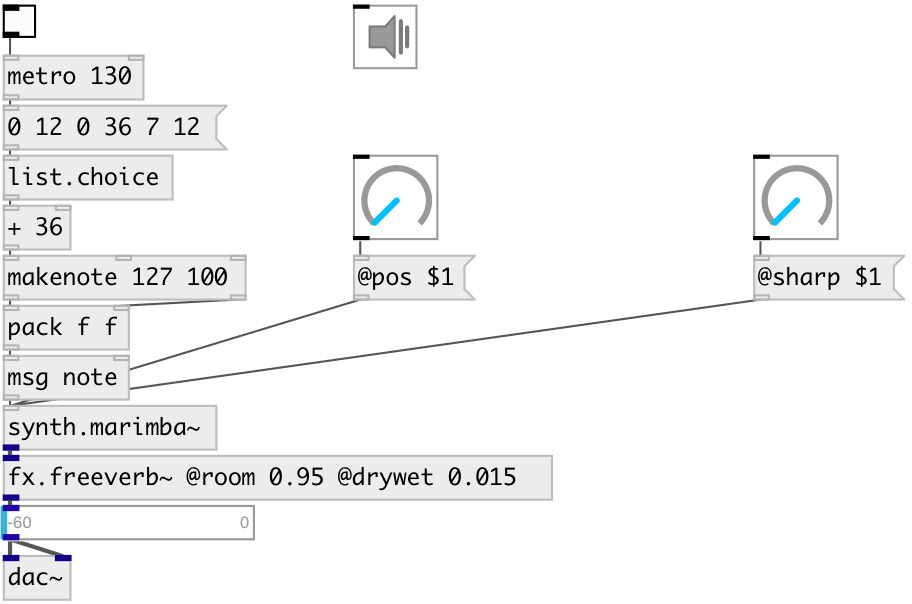 metro 130
0 12 0 36 7 12
list.choice
+ 36
makenote 127 100
@pos $1
@sharp $1
pack f f
msg note
synth.marimba~
fx.freeverb~ @room 0.95 @drywet 0.015
-60 0
dac~